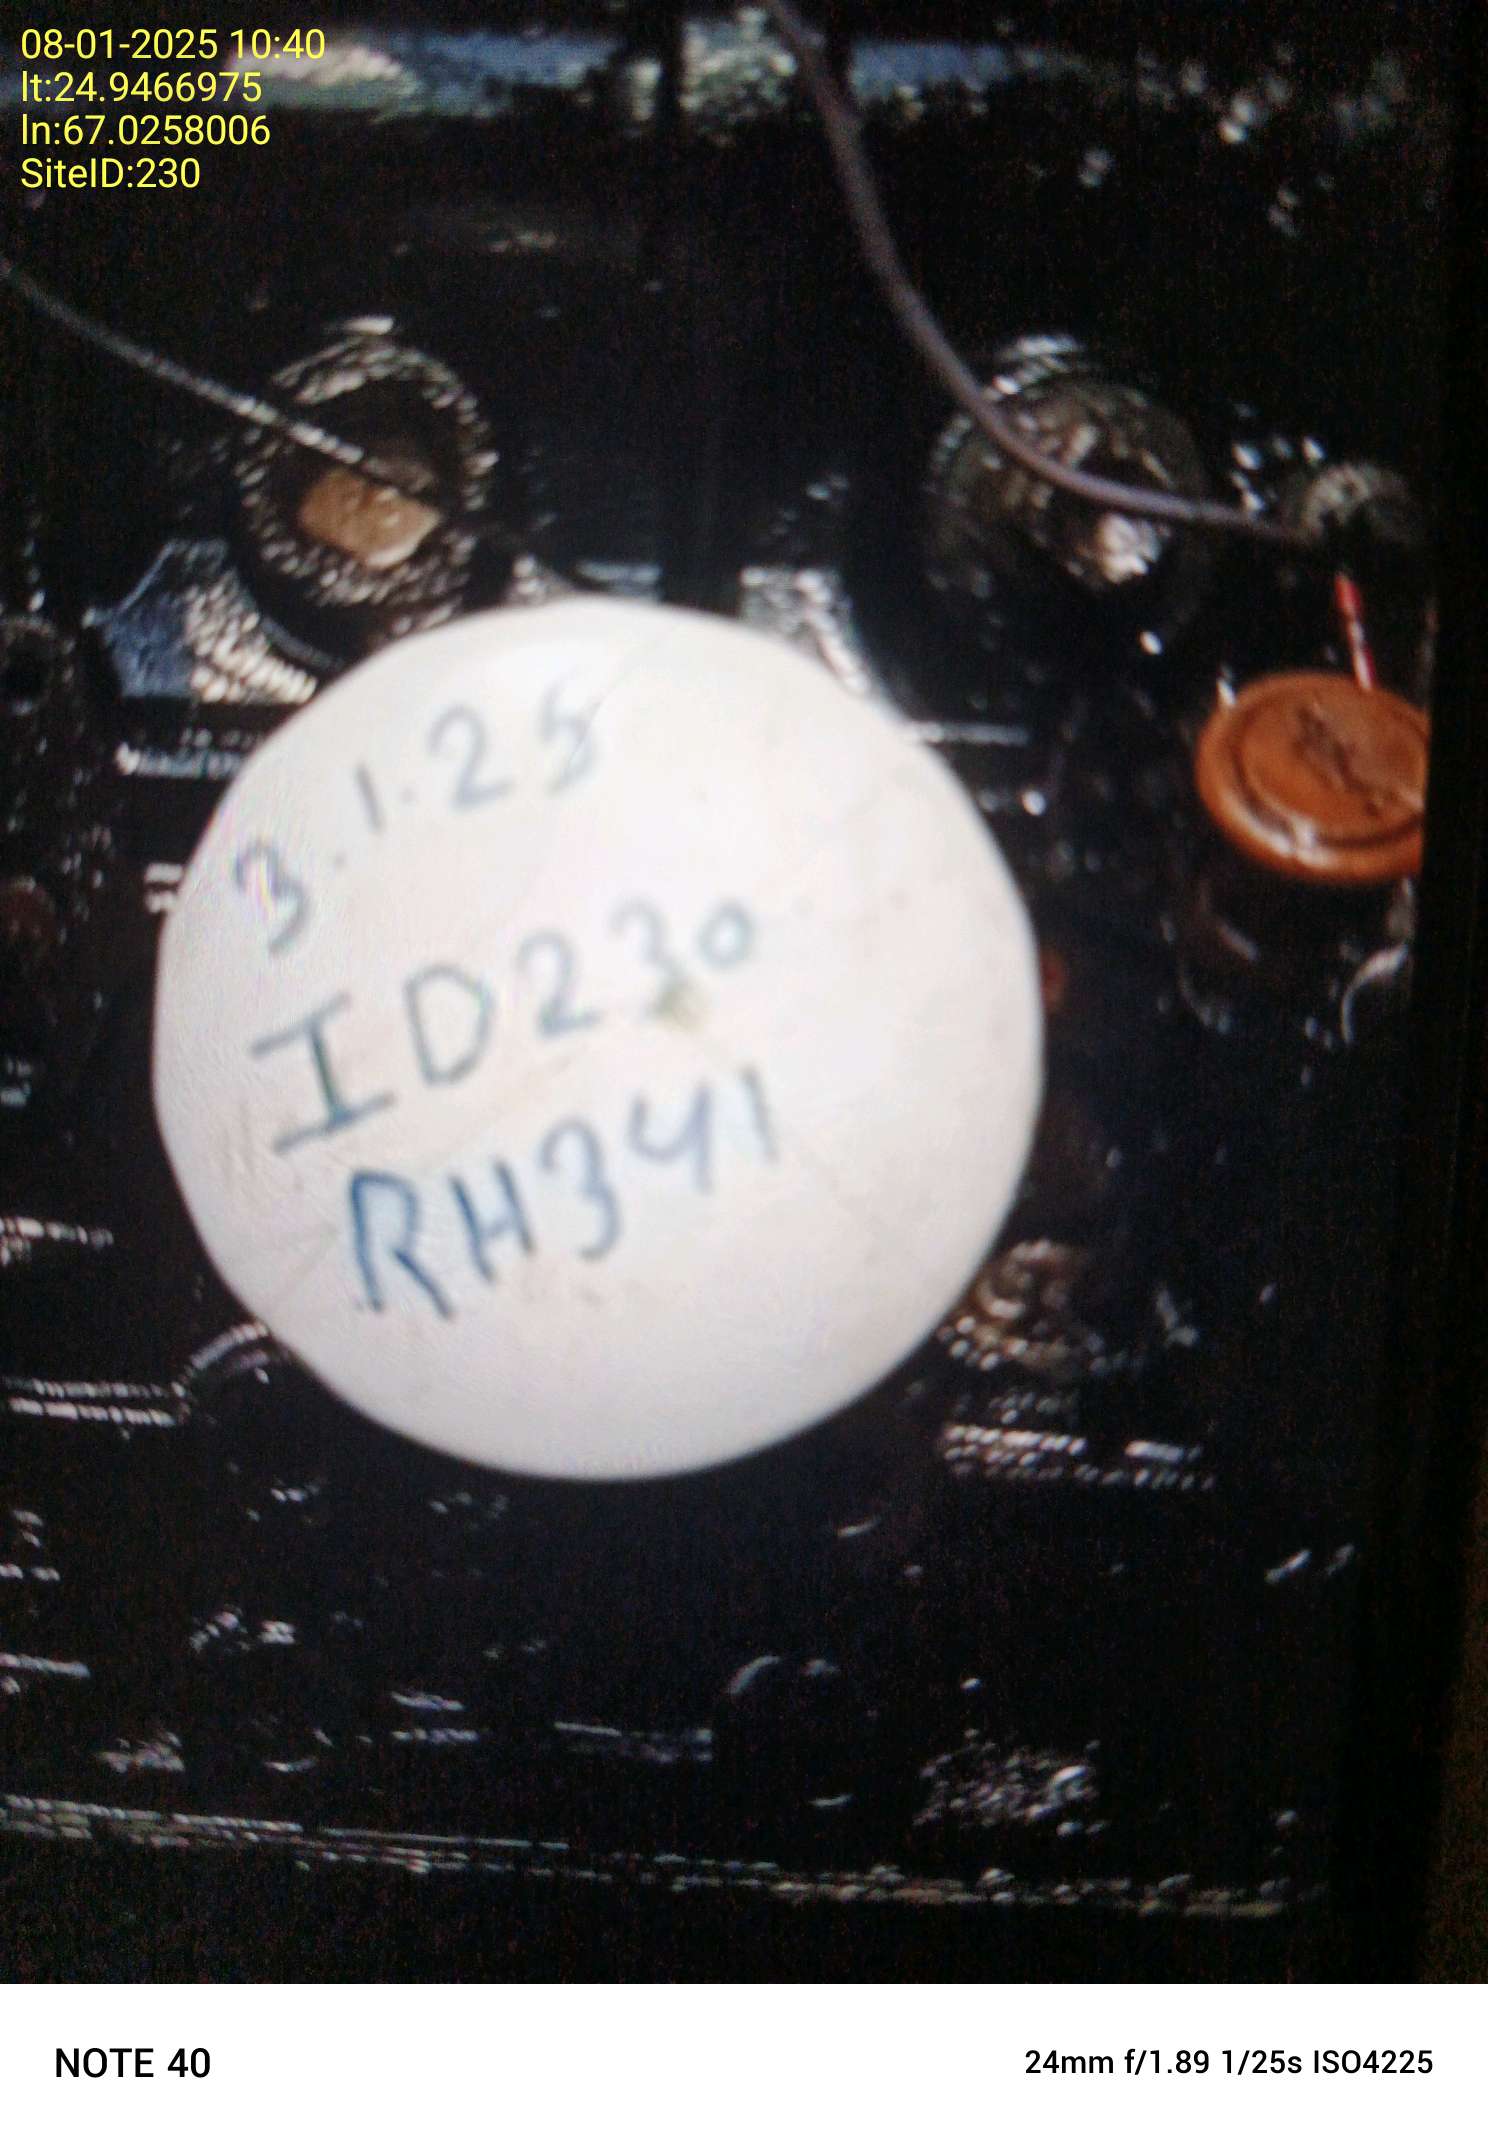 08-01-2025 10:40
lt:24.9466975
ln:67.0258006
SiteID:230
3.1.25
ID230
RH341
NOTE 40
24mm f/1.89 1/25s ISO4225